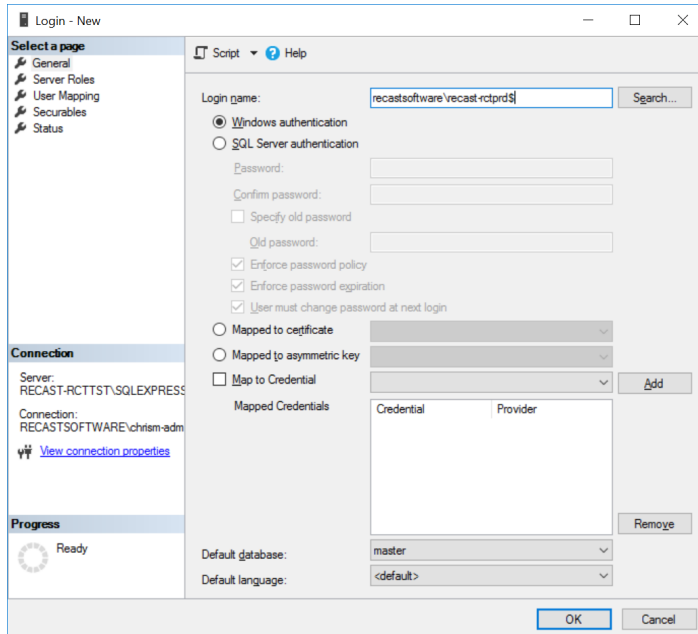 Login - New
Select a page
General
Server Roles
User Mapping
Securables
Status
Script
Help
Login name:
recastsoftware\recast-rctprd$
Search...
Windows authentication
SQL Server authentication
Password:
Confirm password:
Specify old password
Old password:
Enforce password policy
Enforce password expiration
User must change password at next login
Mapped to certificate
Mapped to asymmetric key
Map to Credential
Add
Mapped Credentials
Credential Provider
Remove
Default database:
master
Default language:
<default>
Connection
Server:
RECAST-RCTTST\SQLEXPRESS
Connection:
RECASTSOFTWARE\chrism-adm
View connection properties
Progress
Ready
OK
Cancel